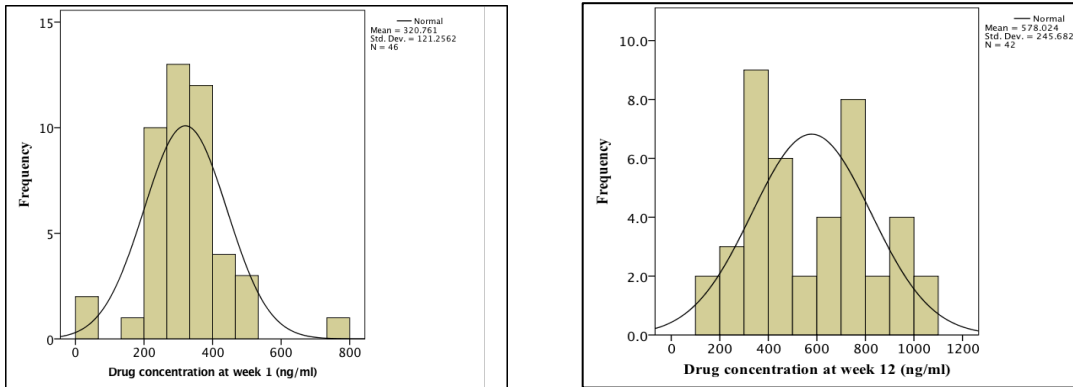 Normal
Mean = 320.761
Std. Dev. = 121.2562
N = 46
15
10
5
0
Frequency
0 200 400 600 800
Drug concentration at week 1 (ng/ml)
Normal
Mean = 578.024
Std. Dev. = 245.682
N = 42
10.0
8.0
6.0
4.0
2.0
0.0
Frequency
0 200 400 600 800 1000 1200
Drug concentration at week 12 (ng/ml)